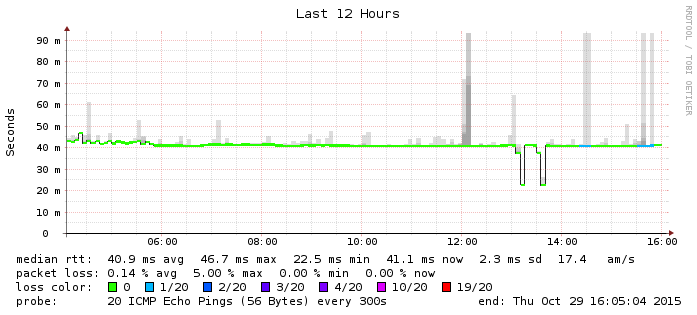 Last 12 Hours
RRDTOOL / TOBI OETIKER
Seconds
90 m
80 m
70 m
60 m
50 m
40 m
30 m
20 m
10 m
0
06:00 08:00 10:00 12:00 14:00 16:00
median rtt: 40.9 ms avg 46.7 ms max 22.5 ms min 41.1 ms now 2.3 ms sd 17.4 am/s
packet loss: 0.14 % avg 5.00 % max 0.00 % min 0.00 % now
loss color: 0 1/20 2/20 3/20 4/20 10/20 19/20
probe: 20 ICMP Echo Pings (56 Bytes) every 300s end: Thu Oct 29 16:05:04 2015